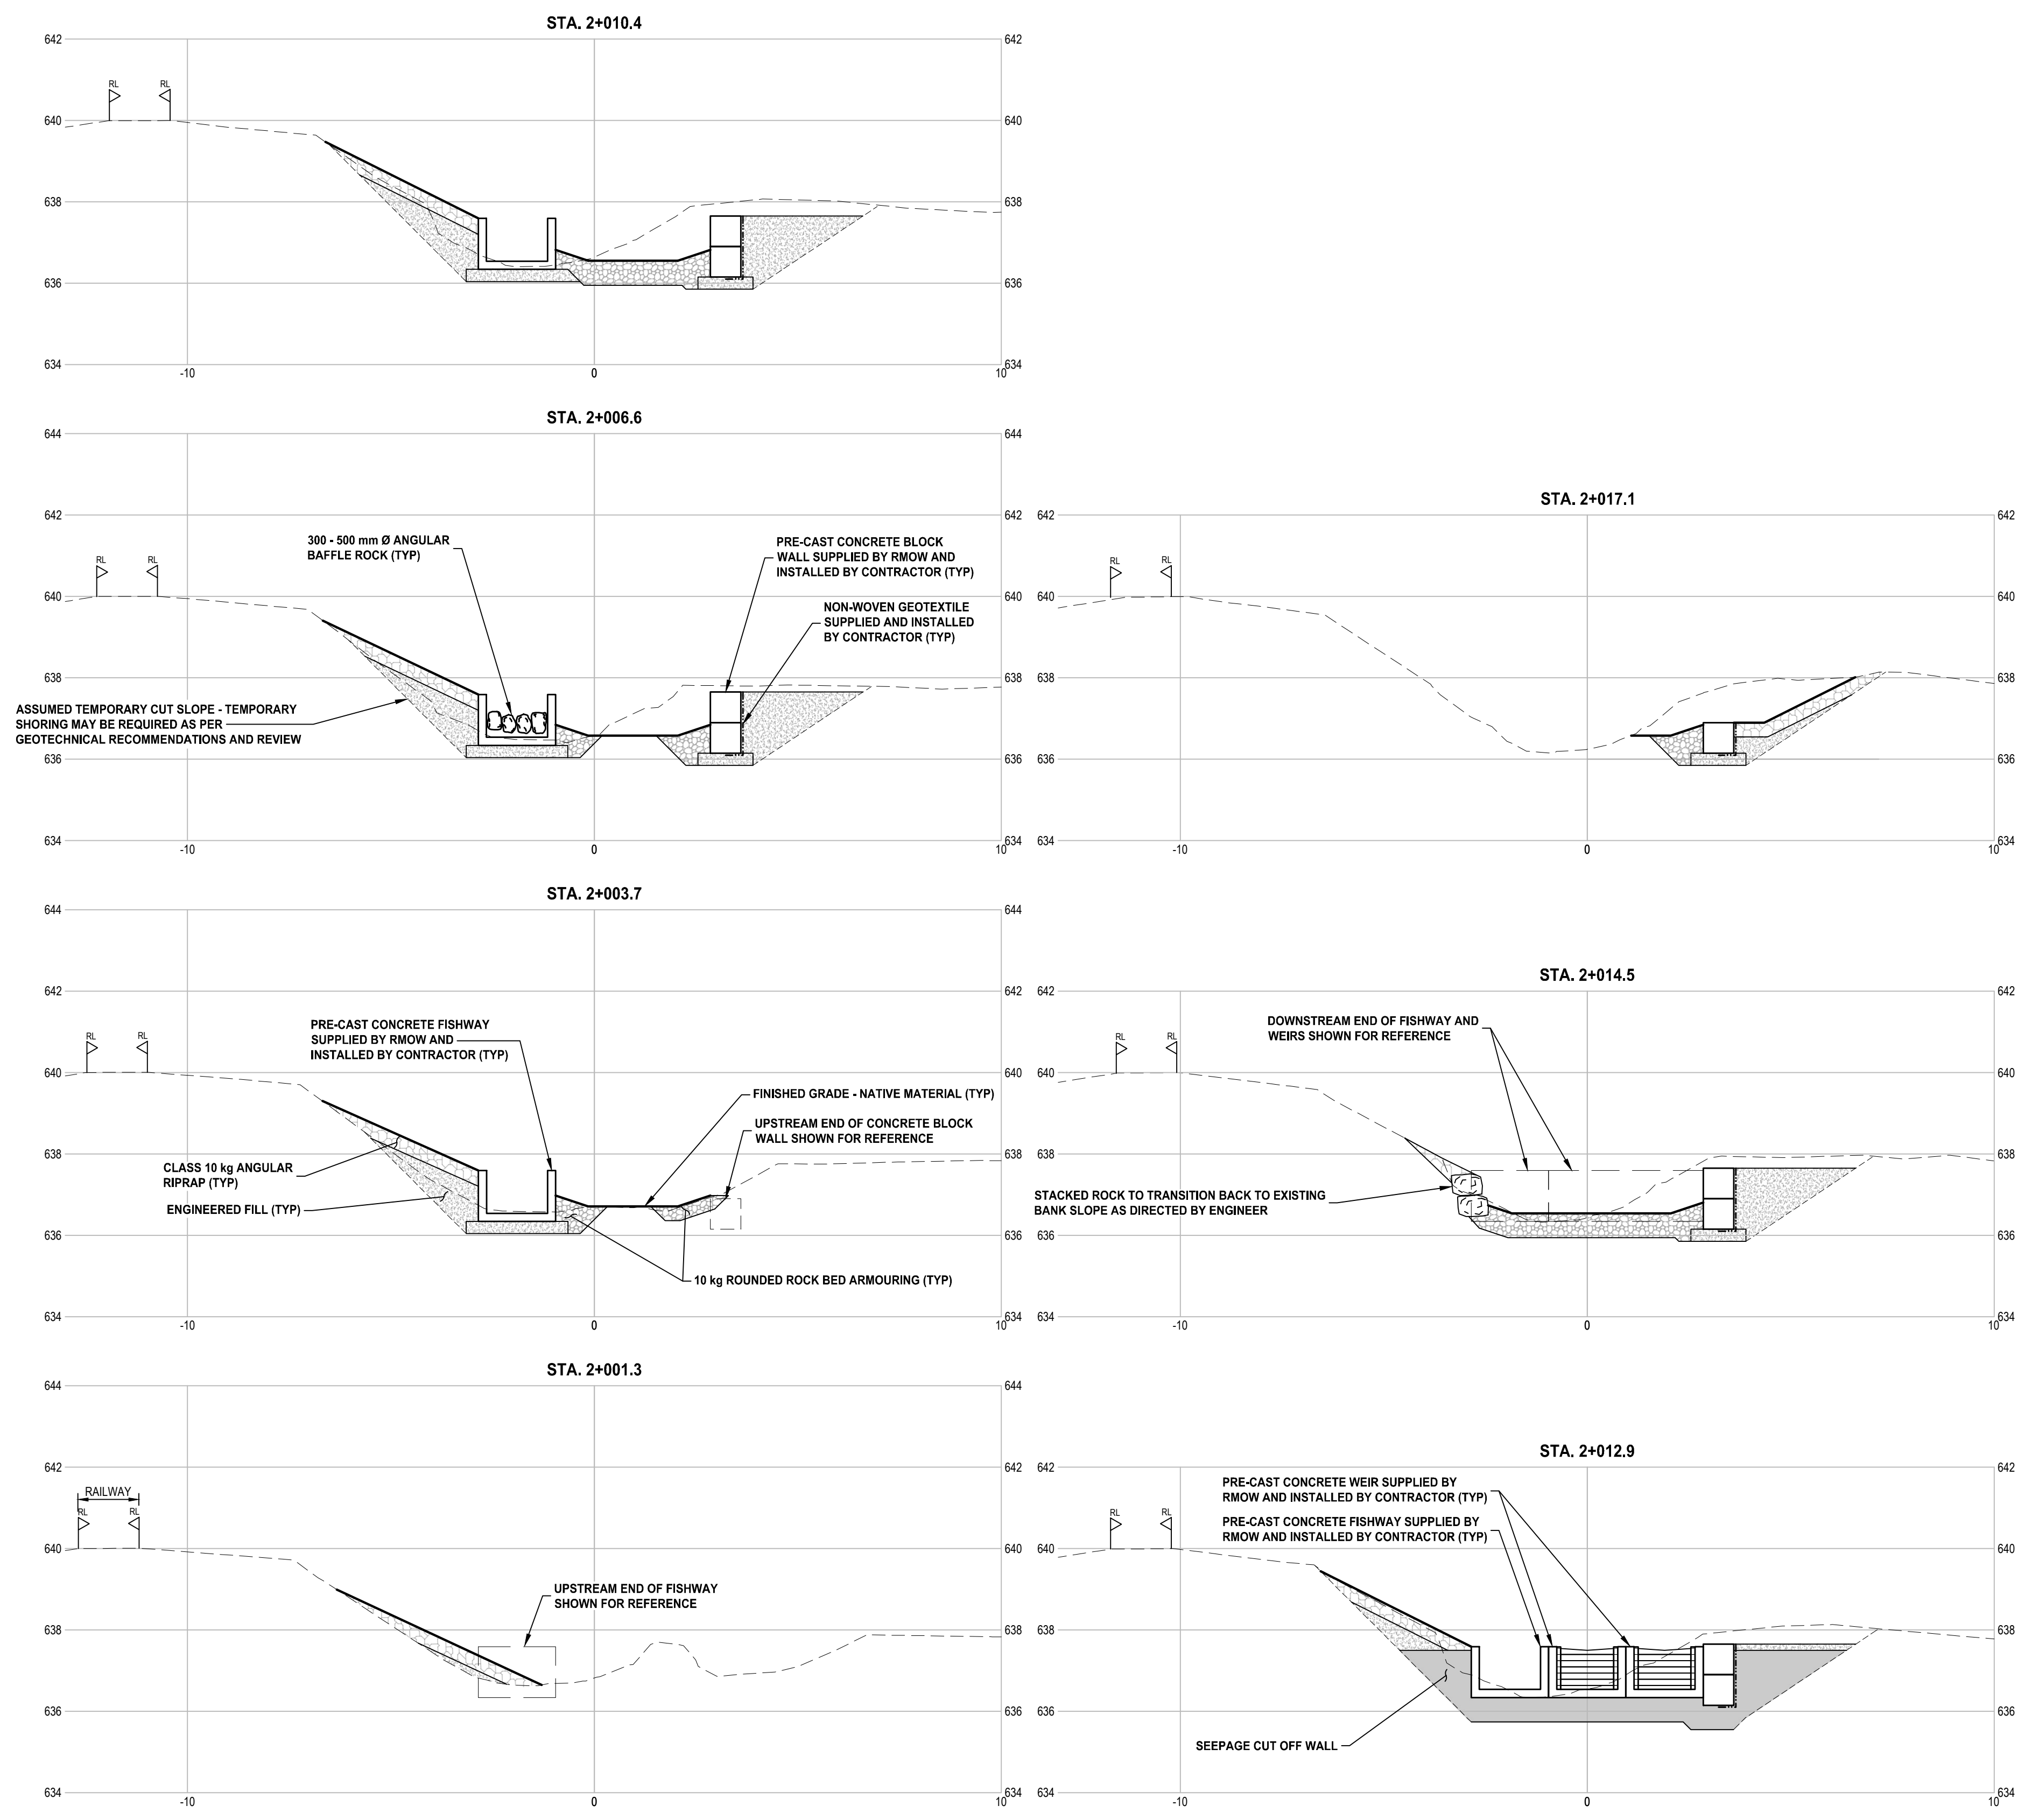 STA. 2+010.4
642 642
RL RL
640 640
638 638
636 636
634 634
-10 0 10
STA. 2+006.6
644 644
642 642
300 - 500 mm Ø ANGULAR
BAFFLE ROCK (TYP)
PRE-CAST CONCRETE BLOCK
WALL SUPPLIED BY RMOW AND
INSTALLED BY CONTRACTOR (TYP)
RL RL
640 640
NON-WOVEN GEOTEXTILE
SUPPLIED AND INSTALLED
BY CONTRACTOR (TYP)
638 638
ASSUMED TEMPORARY CUT SLOPE - TEMPORARY
SHORING MAY BE REQUIRED AS PER
GEOTECHNICAL RECOMMENDATIONS AND REVIEW
636 636
634 634
-10 0 10
STA. 2+003.7
644 644
642 642
PRE-CAST CONCRETE FISHWAY
SUPPLIED BY RMOW AND
INSTALLED BY CONTRACTOR (TYP)
RL RL
640 640
FINISHED GRADE - NATIVE MATERIAL (TYP)
UPSTREAM END OF CONCRETE BLOCK
WALL SHOWN FOR REFERENCE
638 638
CLASS 10 kg ANGULAR
RIPRAP (TYP)
ENGINEERED FILL (TYP)
636 636
10 kg ROUNDED ROCK BED ARMOURING (TYP)
634 634
-10 0 10
STA. 2+001.3
644 644
642 642
RAILWAY
RL RL
640 640
UPSTREAM END OF FISHWAY
SHOWN FOR REFERENCE
638 638
636 636
634 634
-10 0 10
STA. 2+017.1
642 642
RL RL
640 640
638 638
636 636
634 634
-10 0 10
STA. 2+014.5
642 642
DOWNSTREAM END OF FISHWAY AND
WEIRS SHOWN FOR REFERENCE
RL RL
640 640
638 638
STACKED ROCK TO TRANSITION BACK TO EXISTING
BANK SLOPE AS DIRECTED BY ENGINEER
636 636
634 634
-10 0 10
STA. 2+012.9
642 642
PRE-CAST CONCRETE WEIR SUPPLIED BY
RMOW AND INSTALLED BY CONTRACTOR (TYP)
RL RL
PRE-CAST CONCRETE FISHWAY SUPPLIED BY
RMOW AND INSTALLED BY CONTRACTOR (TYP)
640 640
638 638
636 636
SEEPAGE CUT OFF WALL
634 634
-10 0 10